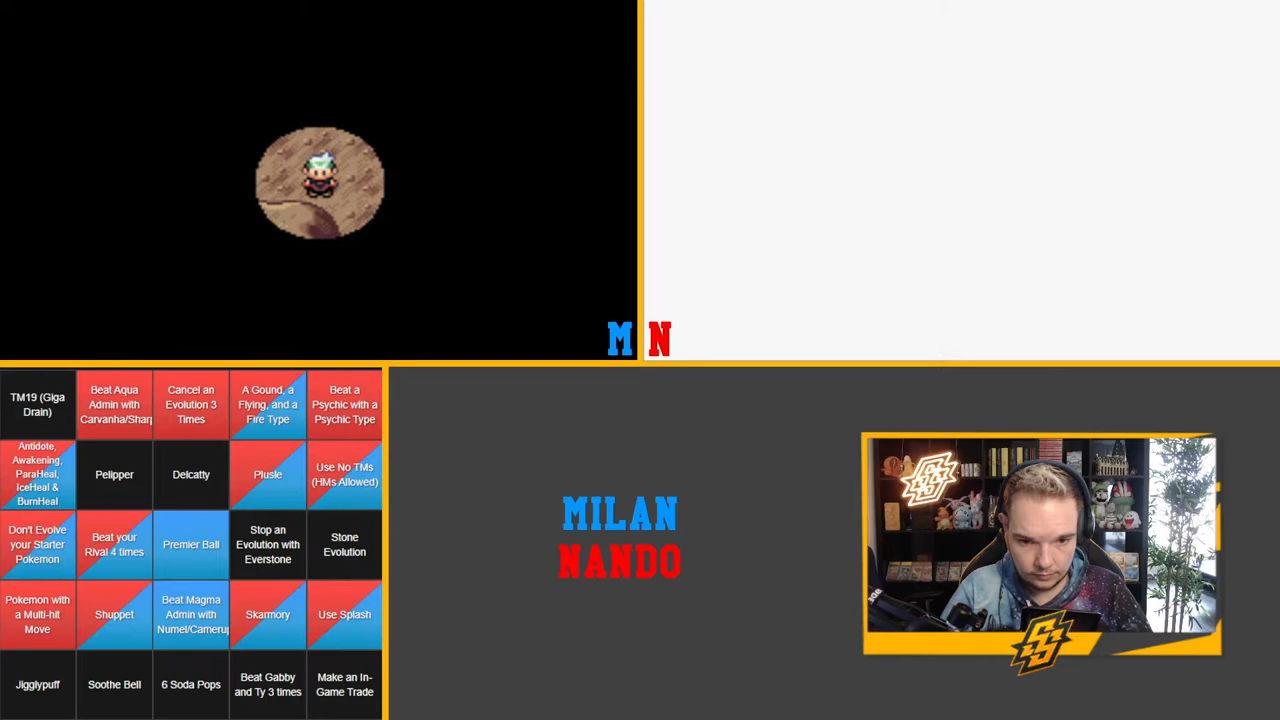 M N
TM19 (Giga
Drain)
Beat Aqua
Admin with
Carvanha/Sharp
Cancel an
Evolution 3
Times
A Gound, a
Flying, and a
Fire Type
Beat a
Psychic with a
Psychic Type
Antidote,
Awakening,
ParaHeal,
IceHeal &
BurnHeal
Pelipper
Delcatty
Plusle
Use No TMs
(HMs Allowed)
Don't Evolve
your Starter
Pokemon
Beat your
Rival 4 times
Premier Ball
Stop an
Evolution with
Everstone
Stone
Evolution
Pokemon with
a Multi-hit
Move
Shuppet
Beat Magma
Admin with
Numel/Camerup
Skarmory
Use Splash
Jigglypuff
Soothe Bell
6 Soda Pops
Beat Gabby
and Ty 3 times
Make an In-
Game Trade
MILAN
NANDO